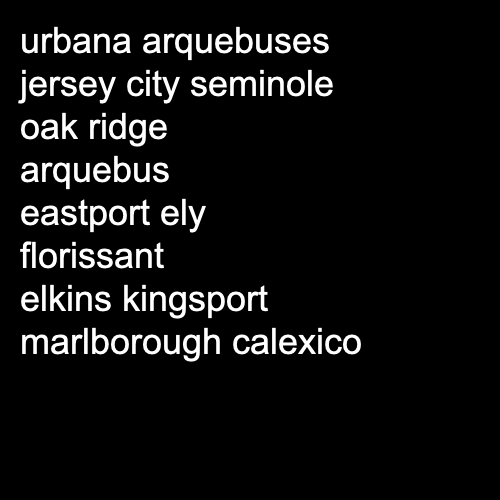 urbana arquebuses
jersey city seminole
oak ridge
arquebus
eastport ely
florissant
elkins kingsport
marlborough calexico